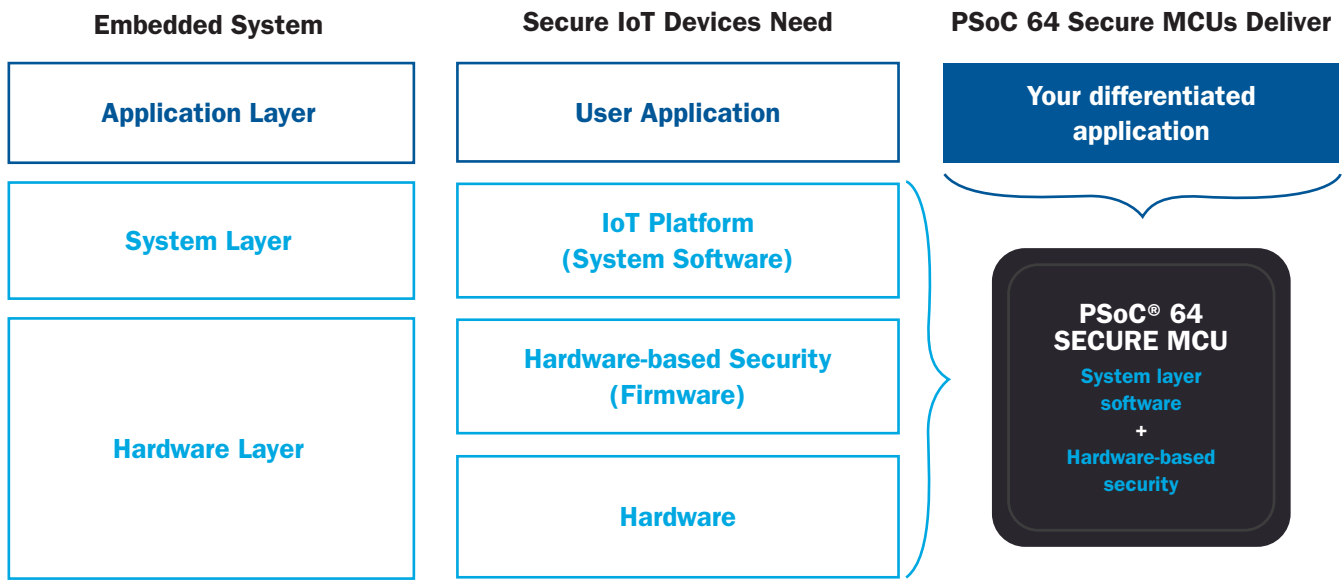 Embedded System
Secure IoT Devices Need
PSoC 64 Secure MCUs Deliver
Application Layer
User Application
Your differentiated
application
System Layer
IoT Platform
(System Software)
Hardware Layer
Hardware-based Security
(Firmware)
Hardware
PSoC® 64
SECURE MCU
System layer
software
+
Hardware-based
security